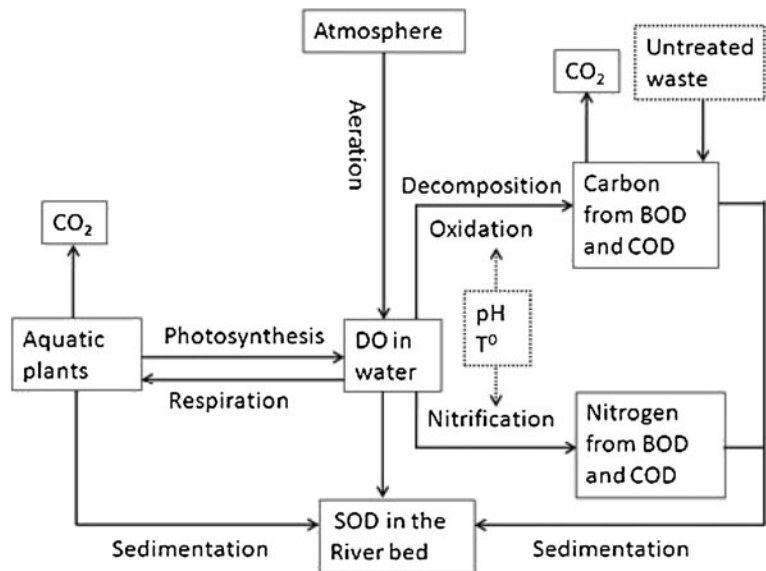 Atmosphere
Untreated
waste
CO₂
Aeration
Decomposition
Oxidation
Carbon
from BOD
and COD
CO₂
pH
T⁰
Aquatic
plants
Photosynthesis
Respiration
DO in
water
Nitrification
Nitrogen
from BOD
and COD
SOD in the
River bed
Sedimentation
Sedimentation